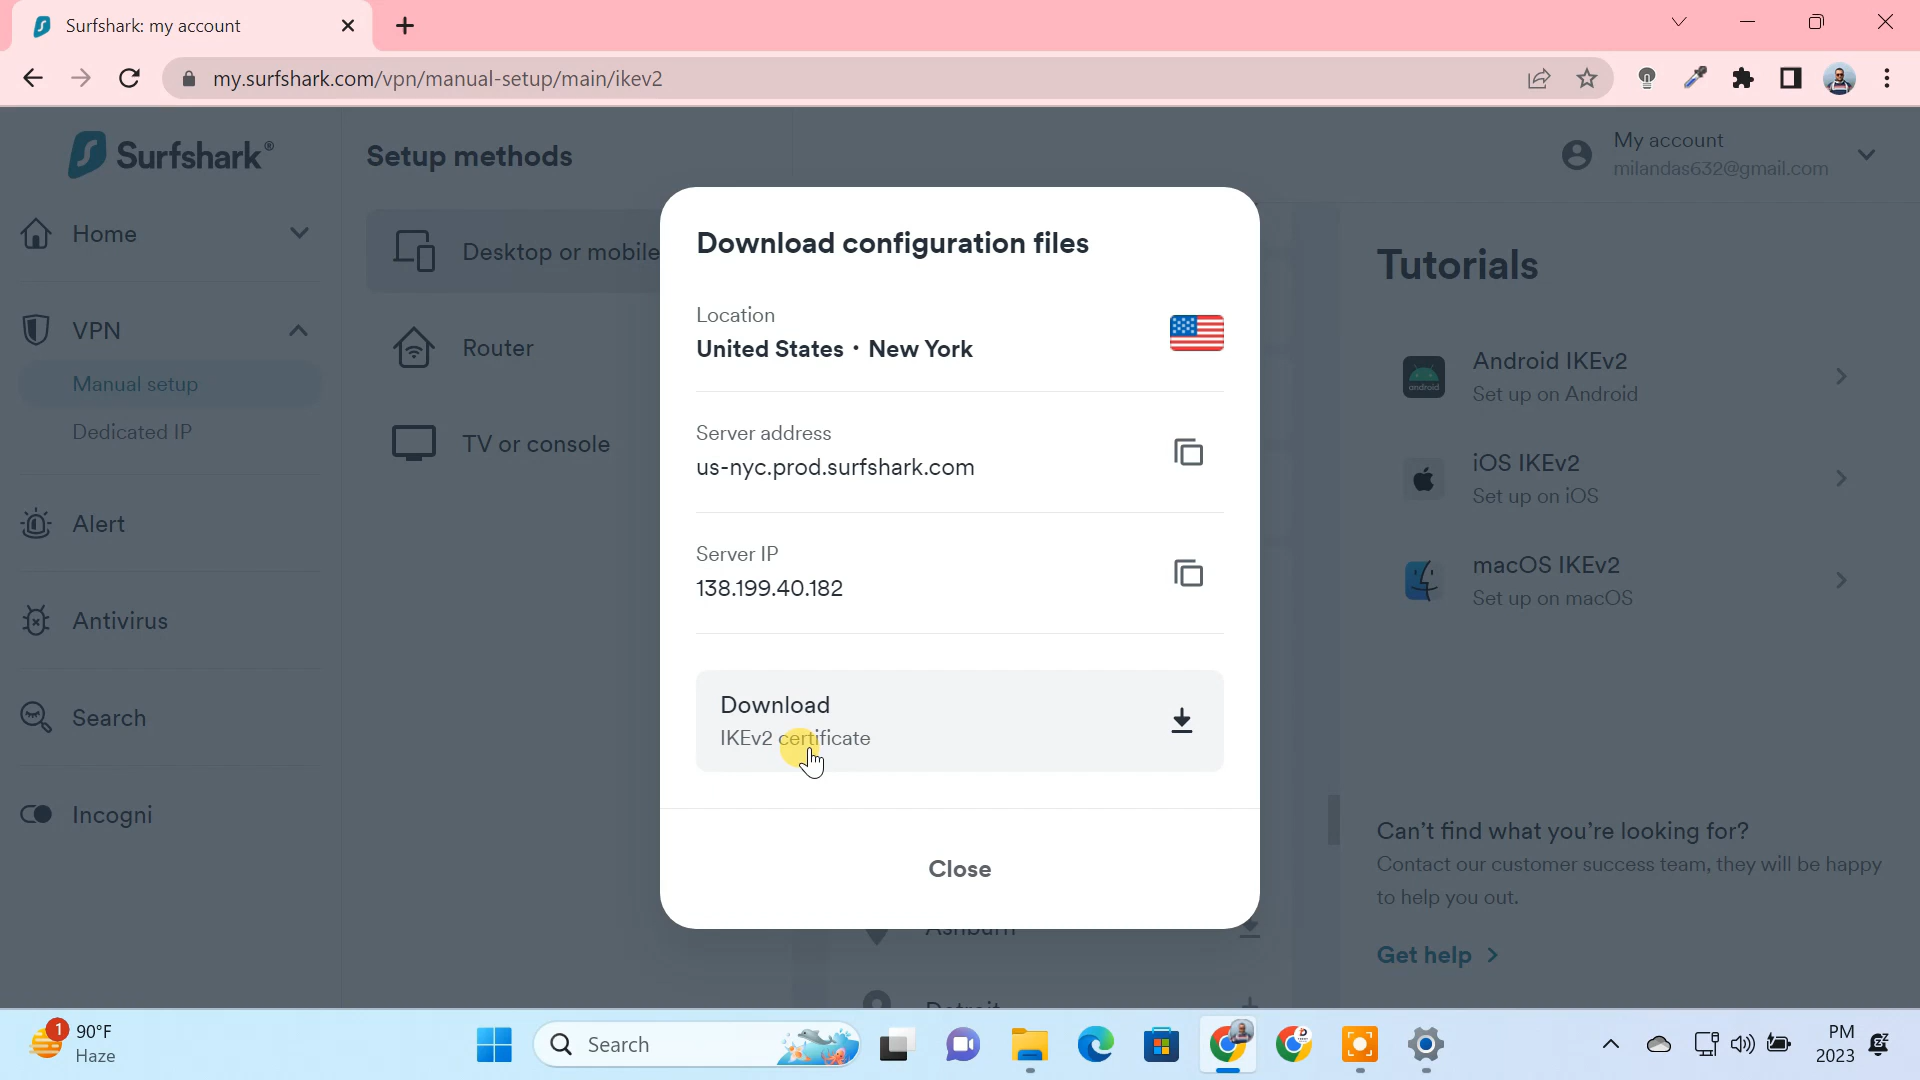 Surfshark: my account
my.surfshark.com/vpn/manual-setup/main/ikev2
Surfshark®
Home
VPN
Manual setup
Dedicated IP
Alert
Antivirus
Search
Incogni
Setup methods
Desktop or mobile
Router
TV or console
My account
milandas632@gmail.com
Download configuration files
Location
United States · New York
Server address
us-nyc.prod.surfshark.com
Server IP
138.199.40.182
Download
IKEv2 certificate
Close
Ashburn
Detroit
Tutorials
android
Android IKEv2
Set up on Android
iOS IKEv2
Set up on iOS
macOS IKEv2
Set up on macOS
Can't find what you're looking for?
Contact our customer success team, they will be happy
to help you out.
Get help
1
90°F
Haze
Search
PM
2023